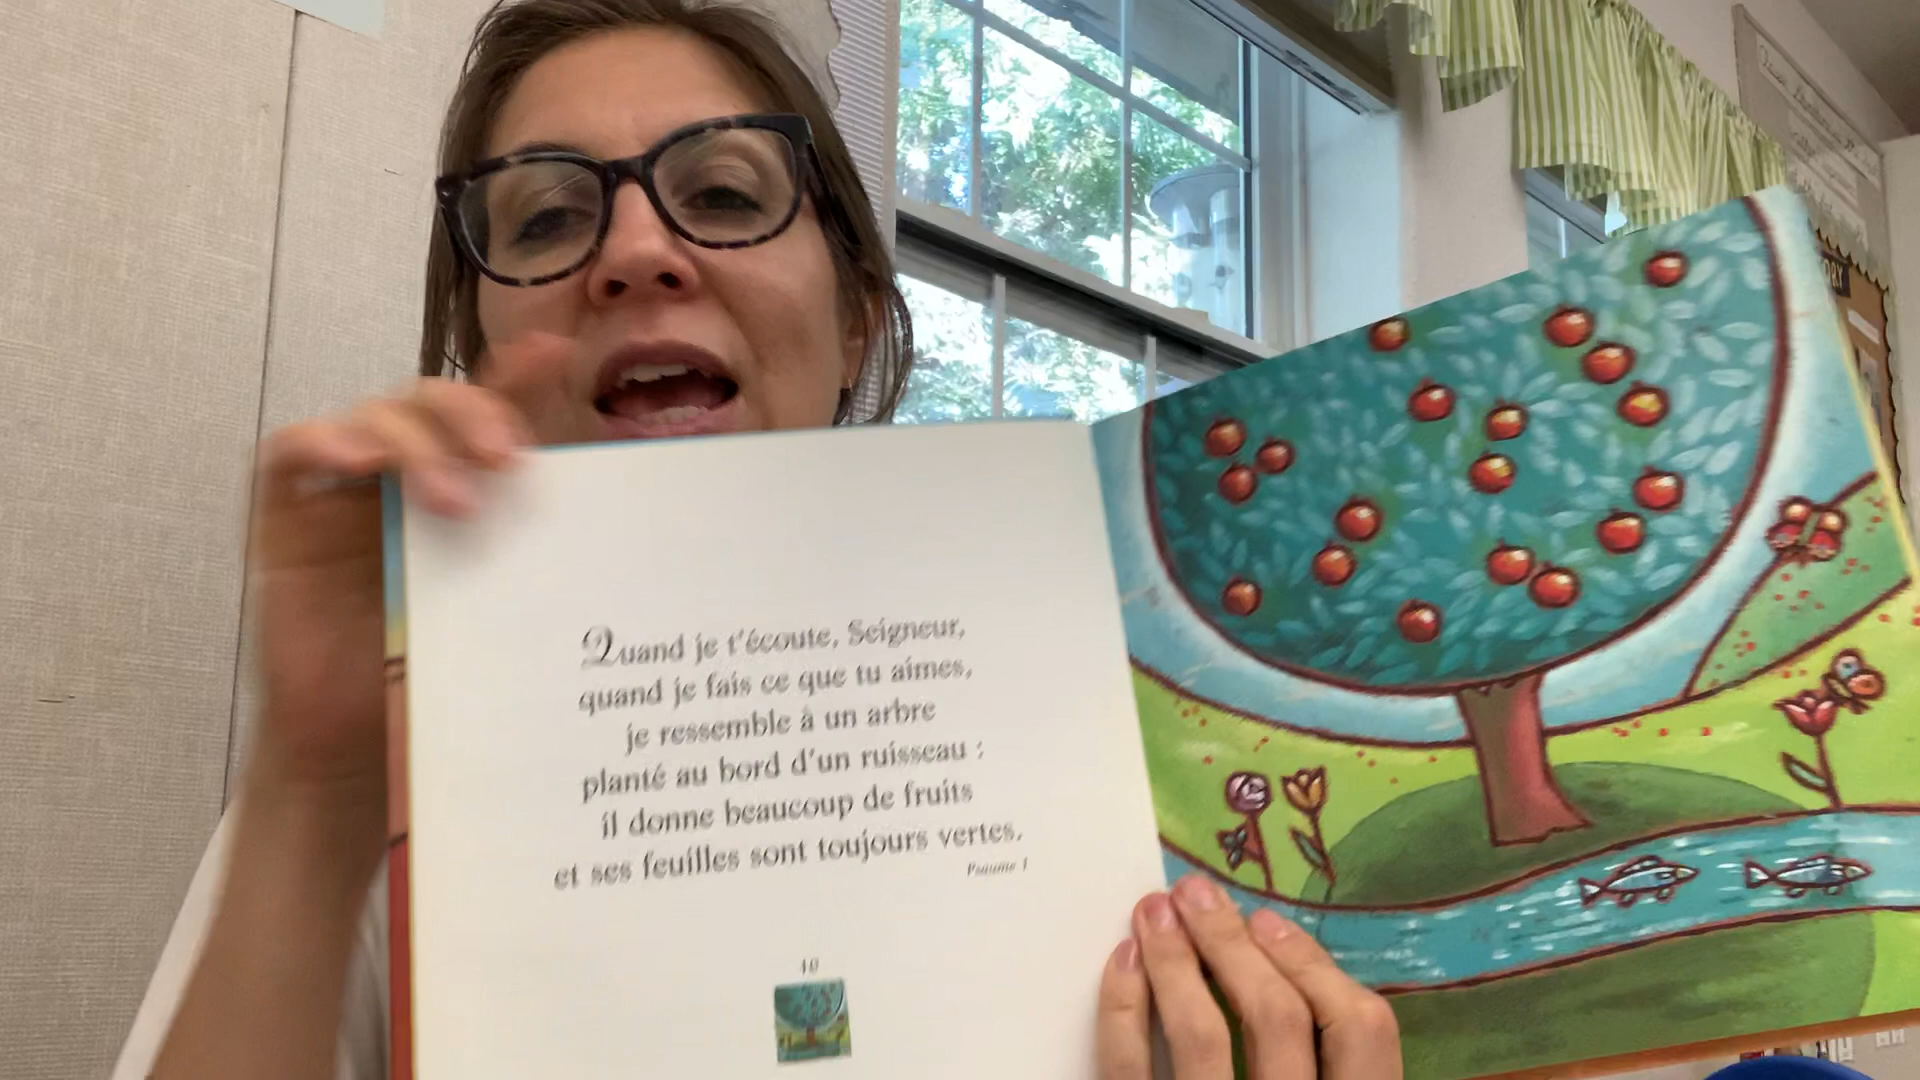 Quand je t'écoute, Seigneur,
quand je fais ce que tu aimes,
je ressemble à un arbre
planté au bord d'un ruisseau :
il donne beaucoup de fruits
et ses feuilles sont toujours vertes.
Psaume 1